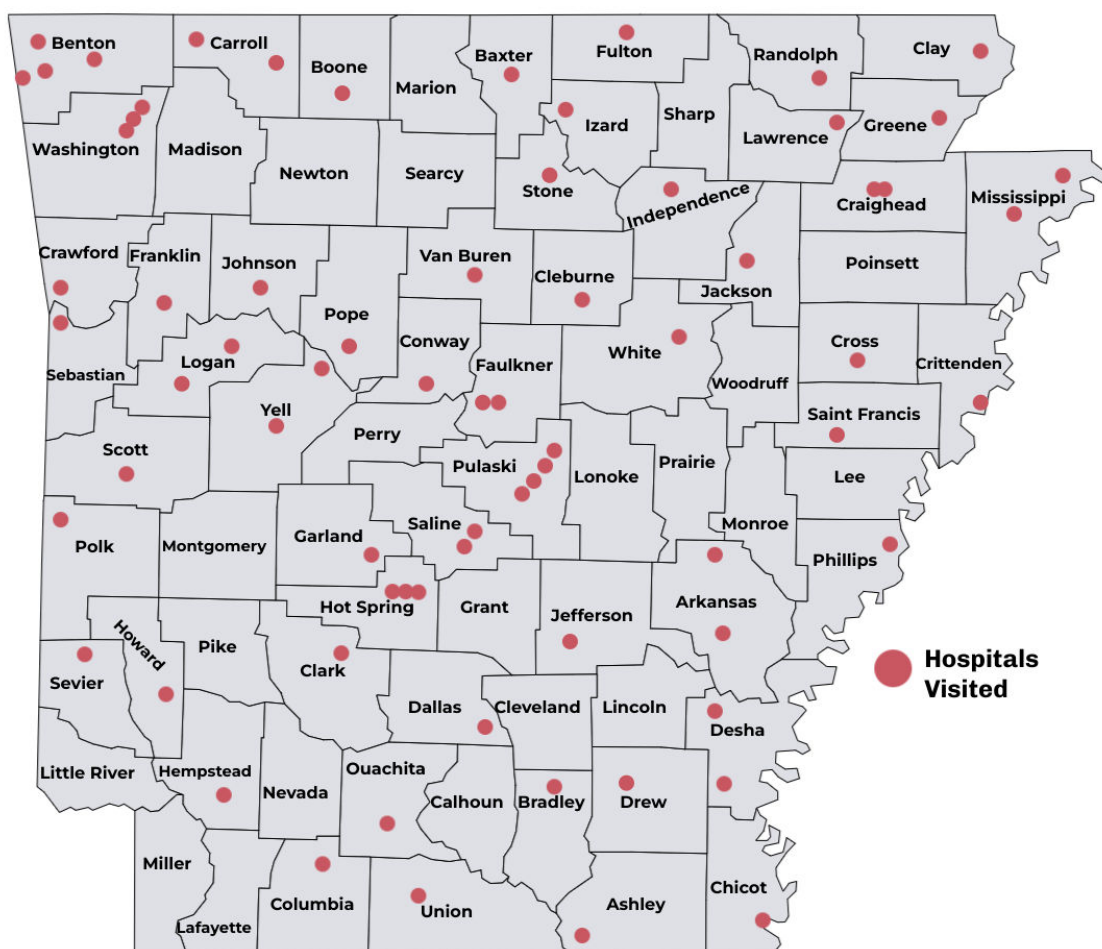 Benton
Carroll
Boone
Marion
Baxter
Fulton
Randolph
Clay
Washington
Madison
Newton
Searcy
Stone
Izard
Sharp
Independence
Lawrence
Greene
Craighead
Mississippi
Crawford
Franklin
Johnson
Pope
Van Buren
Cleburne
Jackson
Poinsett
Sebastian
Logan
Yell
Conway
Faulkner
White
Woodruff
Cross
Crittenden
Saint Francis
Scott
Perry
Pulaski
Lonoke
Prairie
Monroe
Lee
Phillips
Polk
Montgomery
Garland
Saline
Hot Spring
Grant
Jefferson
Arkansas
Sevier
Howard
Pike
Clark
Dallas
Cleveland
Lincoln
Desha
Little River
Hempstead
Nevada
Ouachita
Calhoun
Bradley
Drew
Miller
Lafayette
Columbia
Union
Ashley
Chicot
Hospitals
Visited